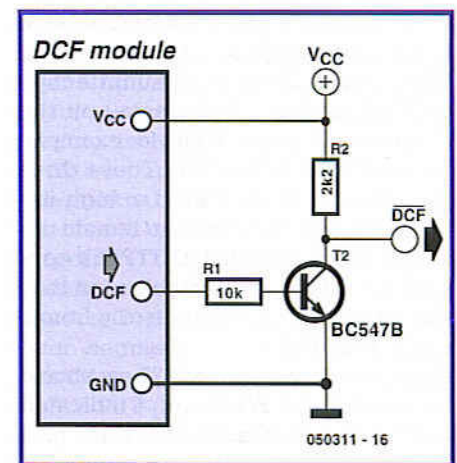 DCF module
VCC
VCC
R2
2k2
DCF
T2
R1
10k
DCF
BC547B
GND
050311 - 16